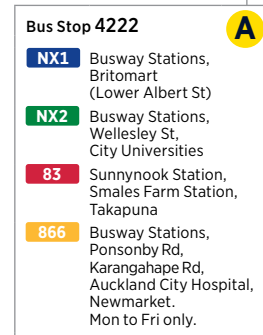 Bus Stop 4222 A
NX1 Busway Stations,
Britomart
(Lower Albert St)
NX2 Busway Stations,
Wellesley St,
City Universities
83 Sunnynook Station,
Smales Farm Station,
Takapuna
866 Busway Stations,
Ponsonby Rd,
Karangahape Rd,
Auckland City Hospital,
Newmarket.
Mon to Fri only.